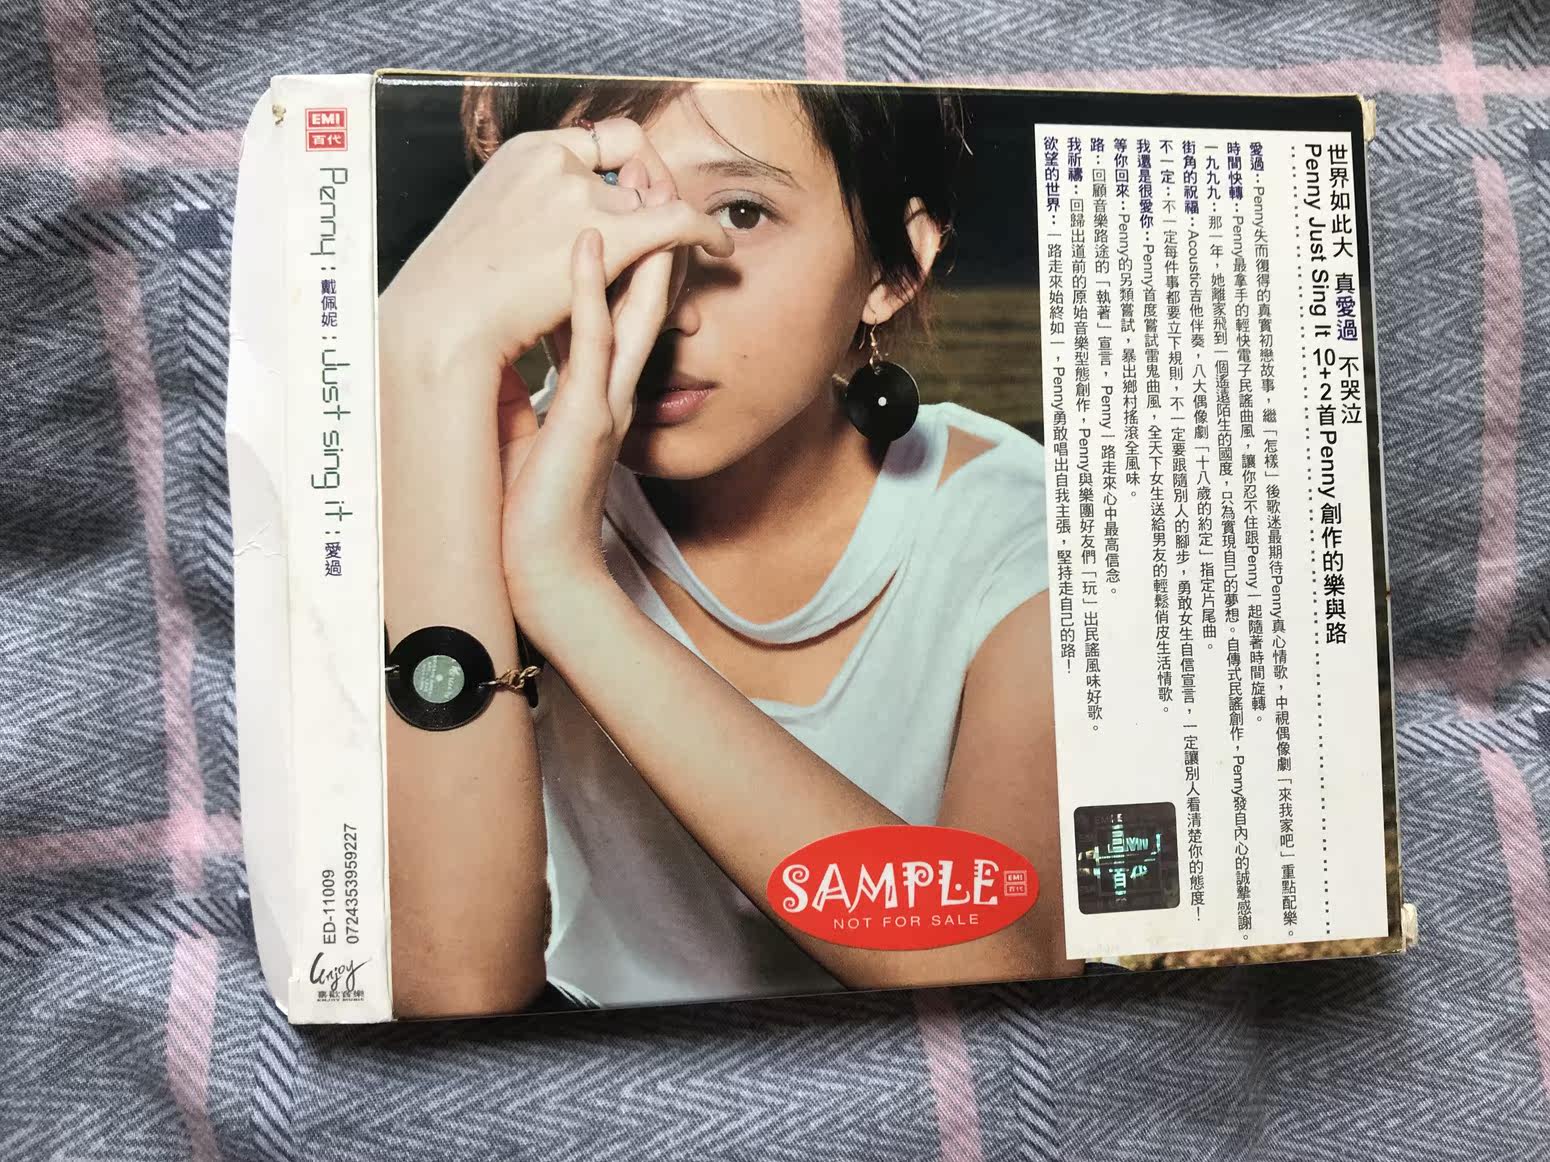 EMI
百代
Penny：戴佩妮：Just sing it：愛過
ED-11009
0724353959227
Enjoy
喜歡音樂
ENJOY MUSIC
世界如此大 真愛過 不哭泣
Penny Just Sing It 10+2首Penny創作的樂與路
愛過：Penny失而復得的真實初戀故事，繼「怎樣」後歌迷最期待Penny真心情歌，中視偶像劇「來我家吧」重點配樂。
時間快轉：Penny最拿手的輕快電子民謠曲風，讓你忍不住跟Penny一起隨著時間旋轉。
一九九九：那一年，她離家飛到一個遙遠陌生的國度，只為實現自己的夢想。自傳式民謠創作，Penny發自內心的誠摯感謝。
街角的祝福：Acoustic吉他伴奏，八大偶像劇「十八歲的約定」指定片尾曲。
不一定：不一定每件事都要立下規則，不一定要跟隨別人的腳步，勇敢女生自信宣言，一定讓別人看清楚你的態度！
我還是很愛你：Penny首度嘗試雷鬼曲風，全天下女生送給男友的輕鬆俏皮生活情歌。
等你回來：Penny的另類嘗試，暴出鄉村搖滾全風味。
路：回顧音樂路途的「執著」宣言，Penny一路走來心中最高信念。
我祈禱：回歸出道前的原始音樂型態創作，Penny與樂團好友們「玩」出民謠風味好歌。
欲望的世界：一路走來始終如一，Penny勇敢唱出自我主張，堅持走自己的路！
SAMPLE
EMI
百代
NOT FOR SALE